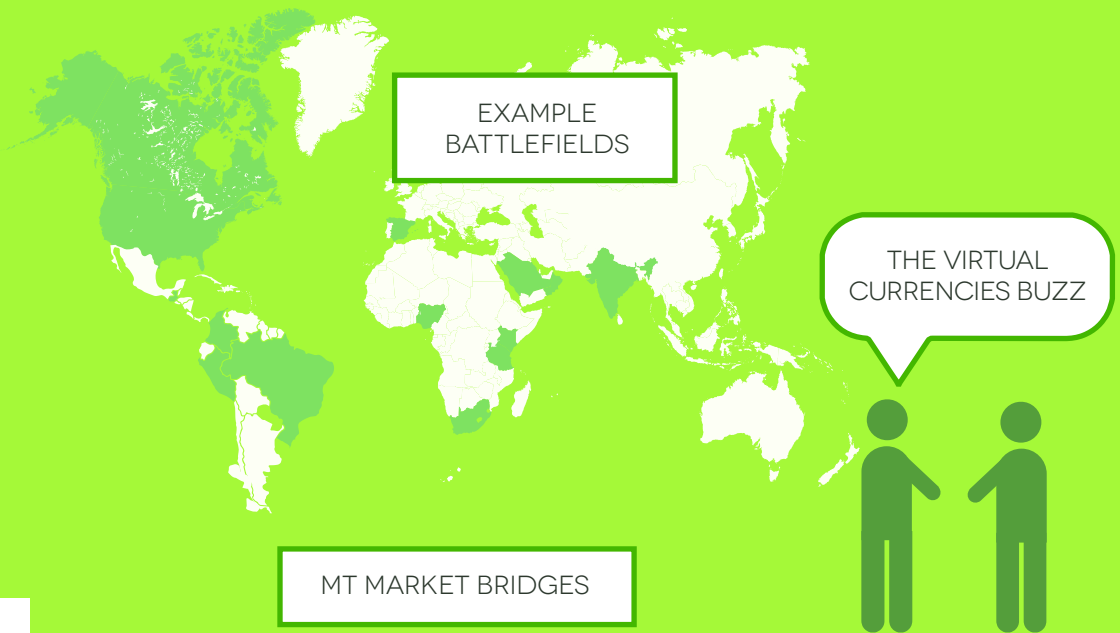 EXAMPLE
BATTLEFIELDS
THE VIRTUAL
CURRENCIES BUZZ
MT MARKET BRIDGES